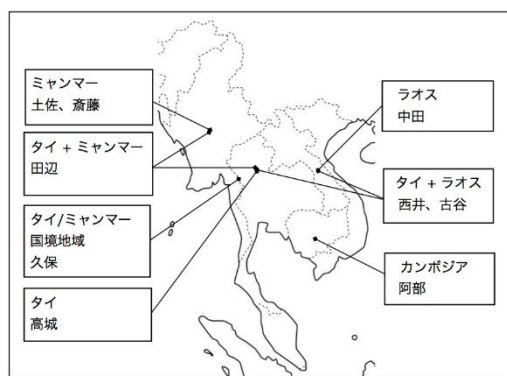 ミャンマー
土佐、斎藤
タイ + ミャンマー
田辺
タイ/ミャンマー
国境地域
久保
タイ
高城
ラオス
中田
タイ + ラオス
西井、古谷
カンボジア
阿部